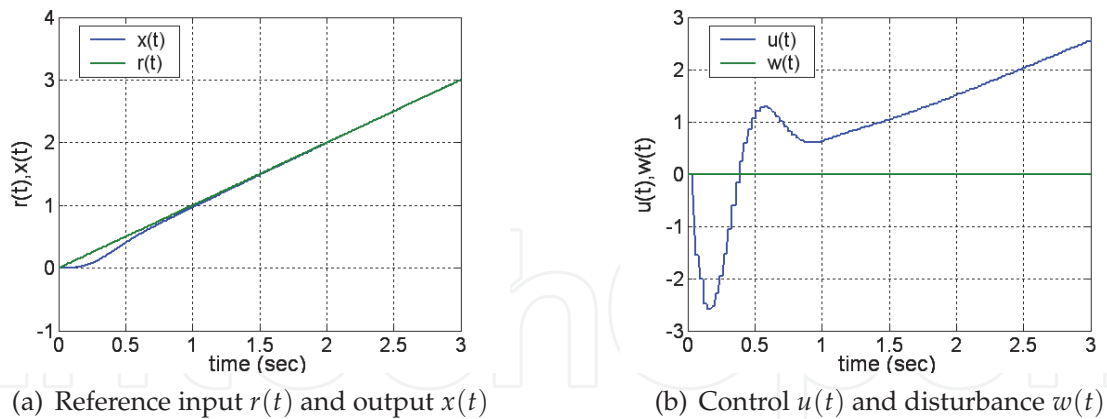 4
3
2
1
0
-1
r(t),x(t)
x(t)
r(t)
0
0.5
1
1.5
2
2.5
3
time (sec)
(a) Reference input r(t) and output x(t)
3
2
1
0
-1
-2
-3
u(t),w(t)
u(t)
w(t)
0
0.5
1
1.5
2
2.5
3
time (sec)
(b) Control u(t) and disturbance w(t)